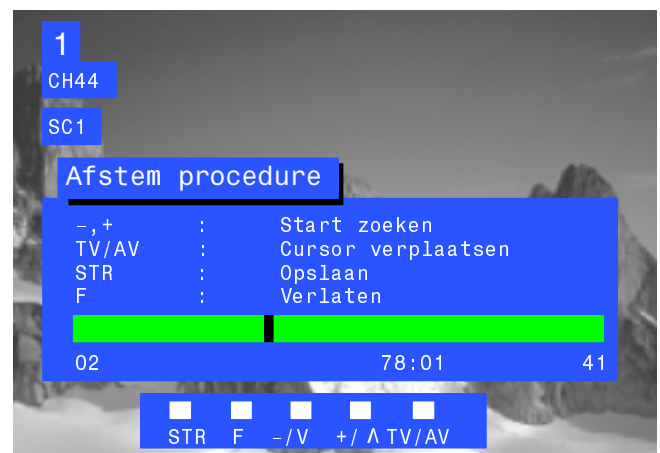 1
CH44
SC1
Afstem procedure
-,+ : Start zoeken
TV/AV : Cursor verplaatsen
STR : Opslaan
F : Verlaten
02 78:01 41
STR F -/V +/Λ TV/AV